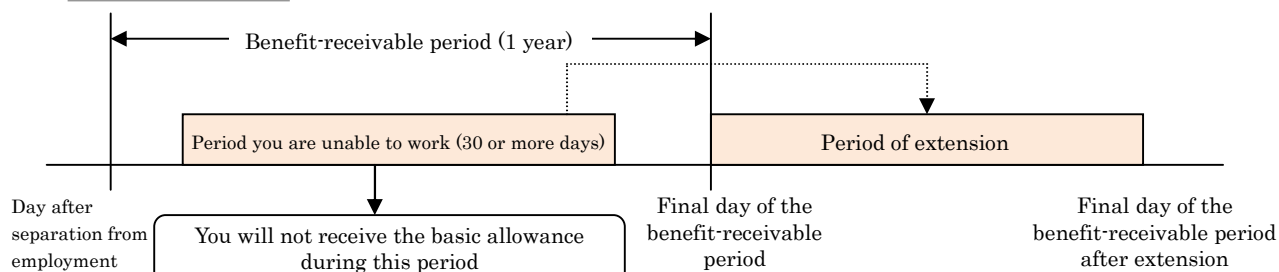 Benefit-receivable period (1 year)
Period you are unable to work (30 or more days)
Period of extension
Day after
separation from
employment
You will not receive the basic allowance
during this period
Final day of the
benefit-receivable
period
Final day of the
benefit-receivable period
after extension